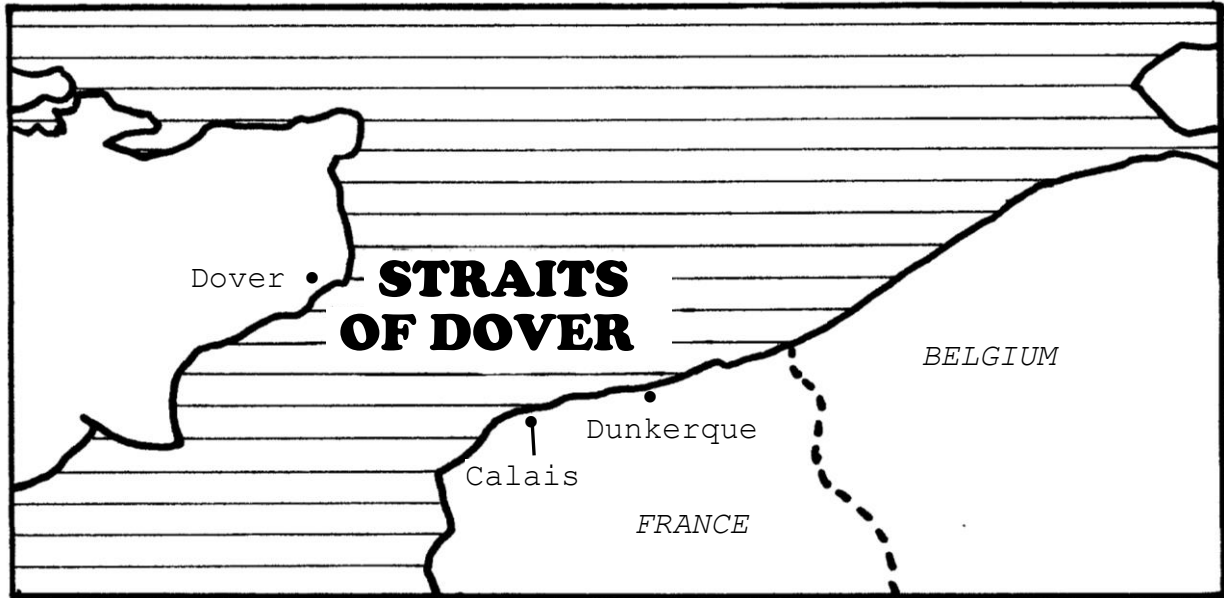 Dover
STRAITS
OF DOVER
BELGIUM
Dunkerque
Calais
FRANCE